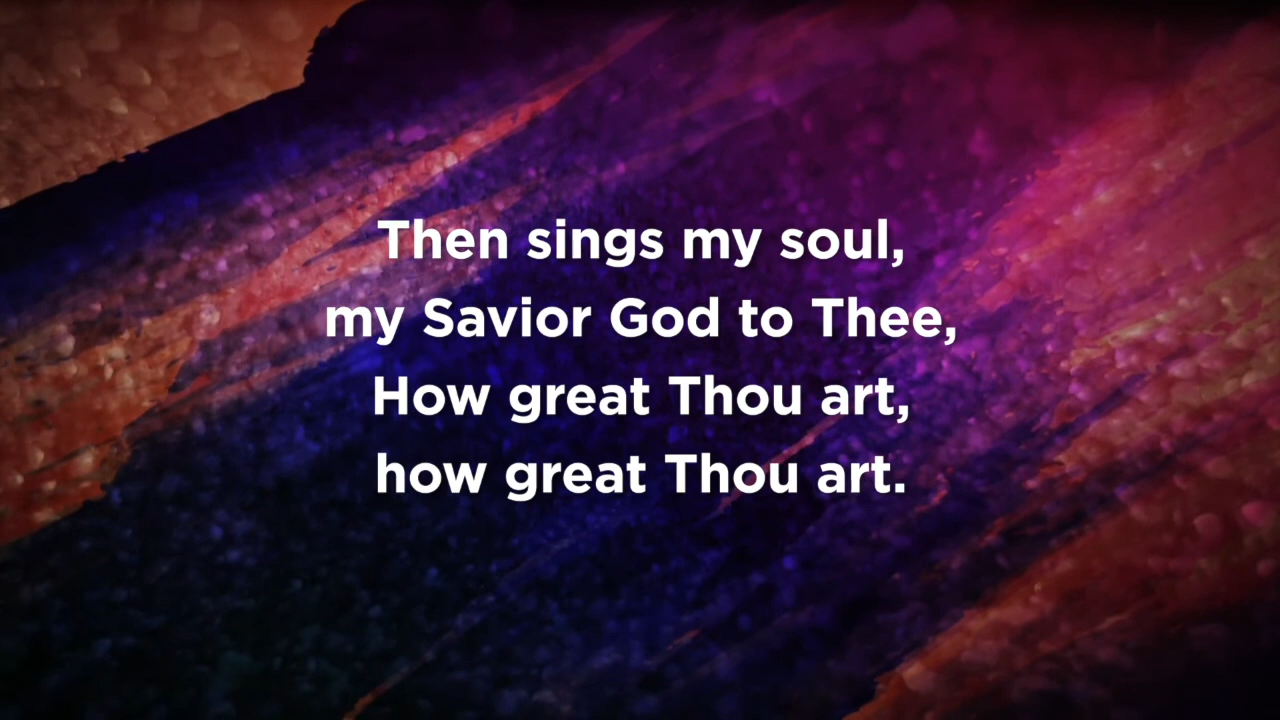 Then sings my soul,
my Savior God to Thee,
How great Thou art,
how great Thou art.